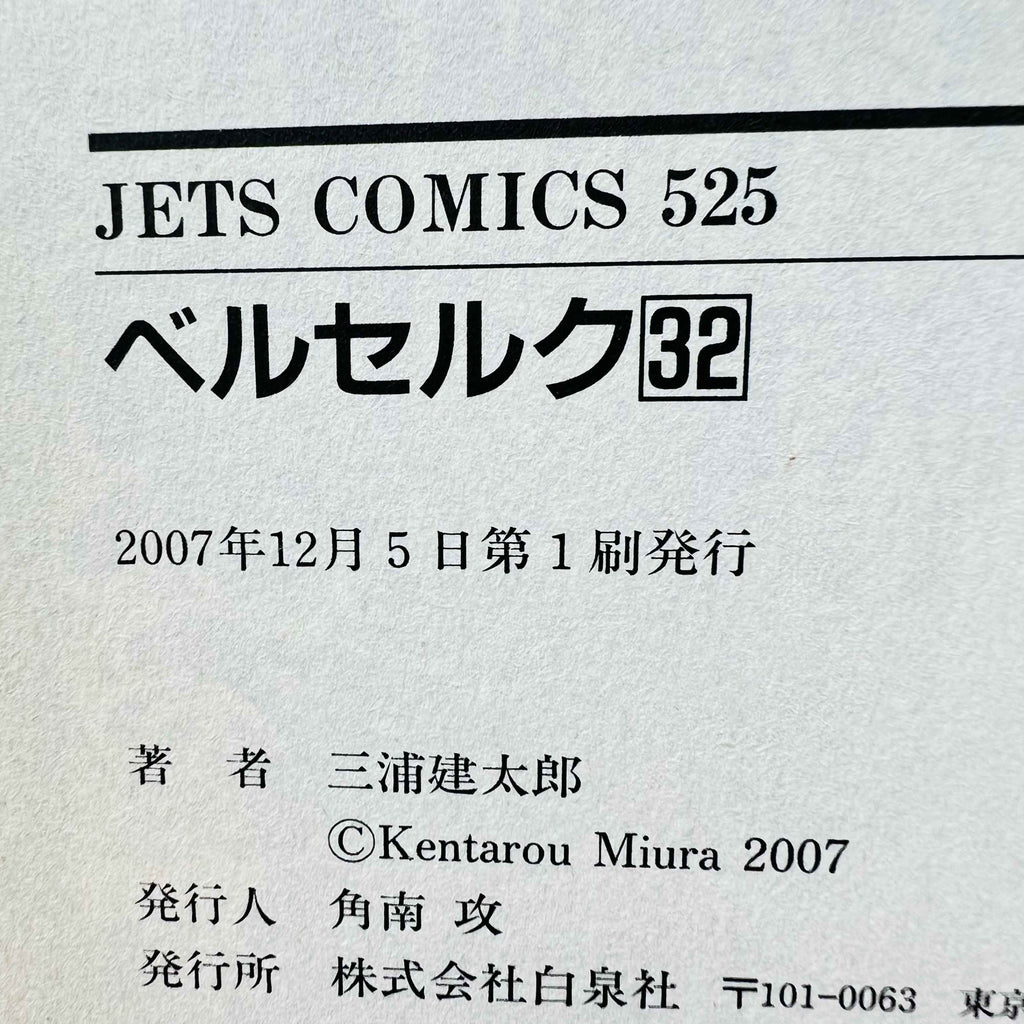 JETS COMICS 525
ベルセルク32
2007年12月5日第1刷発行
著　者　三浦建太郎
©Kentarou Miura 2007
発行人　角南 攻
発行所　株式会社白泉社　〒101-0063　東京